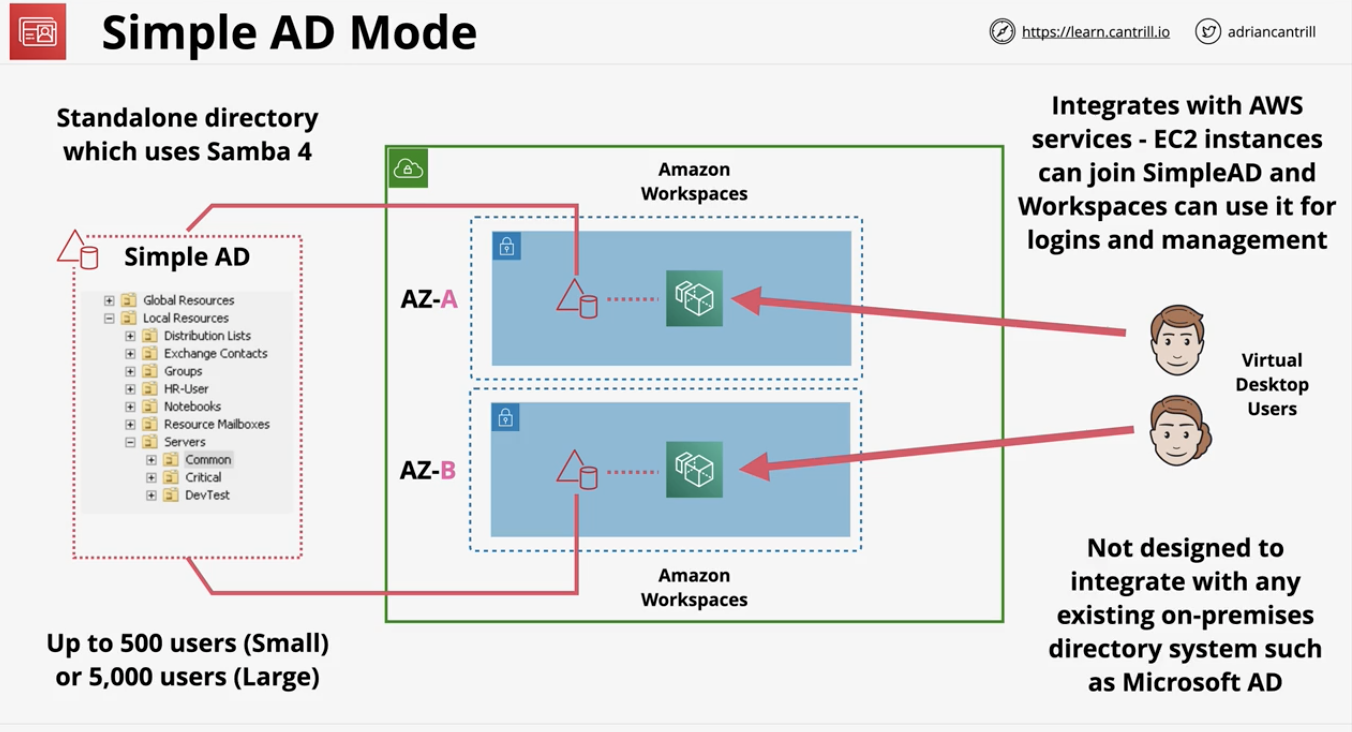 Simple AD Mode
https://learn.cantrill.io
adriancantrill
Standalone directory
which uses Samba 4
Integrates with AWS
services - EC2 instances
can join SimpleAD and
Workspaces can use it for
logins and management
Amazon
Workspaces
Simple AD
Global Resources
Local Resources
Distribution Lists
Exchange Contacts
Groups
HR-User
Notebooks
Resource Mailboxes
Servers
Common
Critical
DevTest
AZ-A
AZ-B
Virtual
Desktop
Users
Amazon
Workspaces
Up to 500 users (Small)
or 5,000 users (Large)
Not designed to
integrate with any
existing on-premises
directory system such
as Microsoft AD